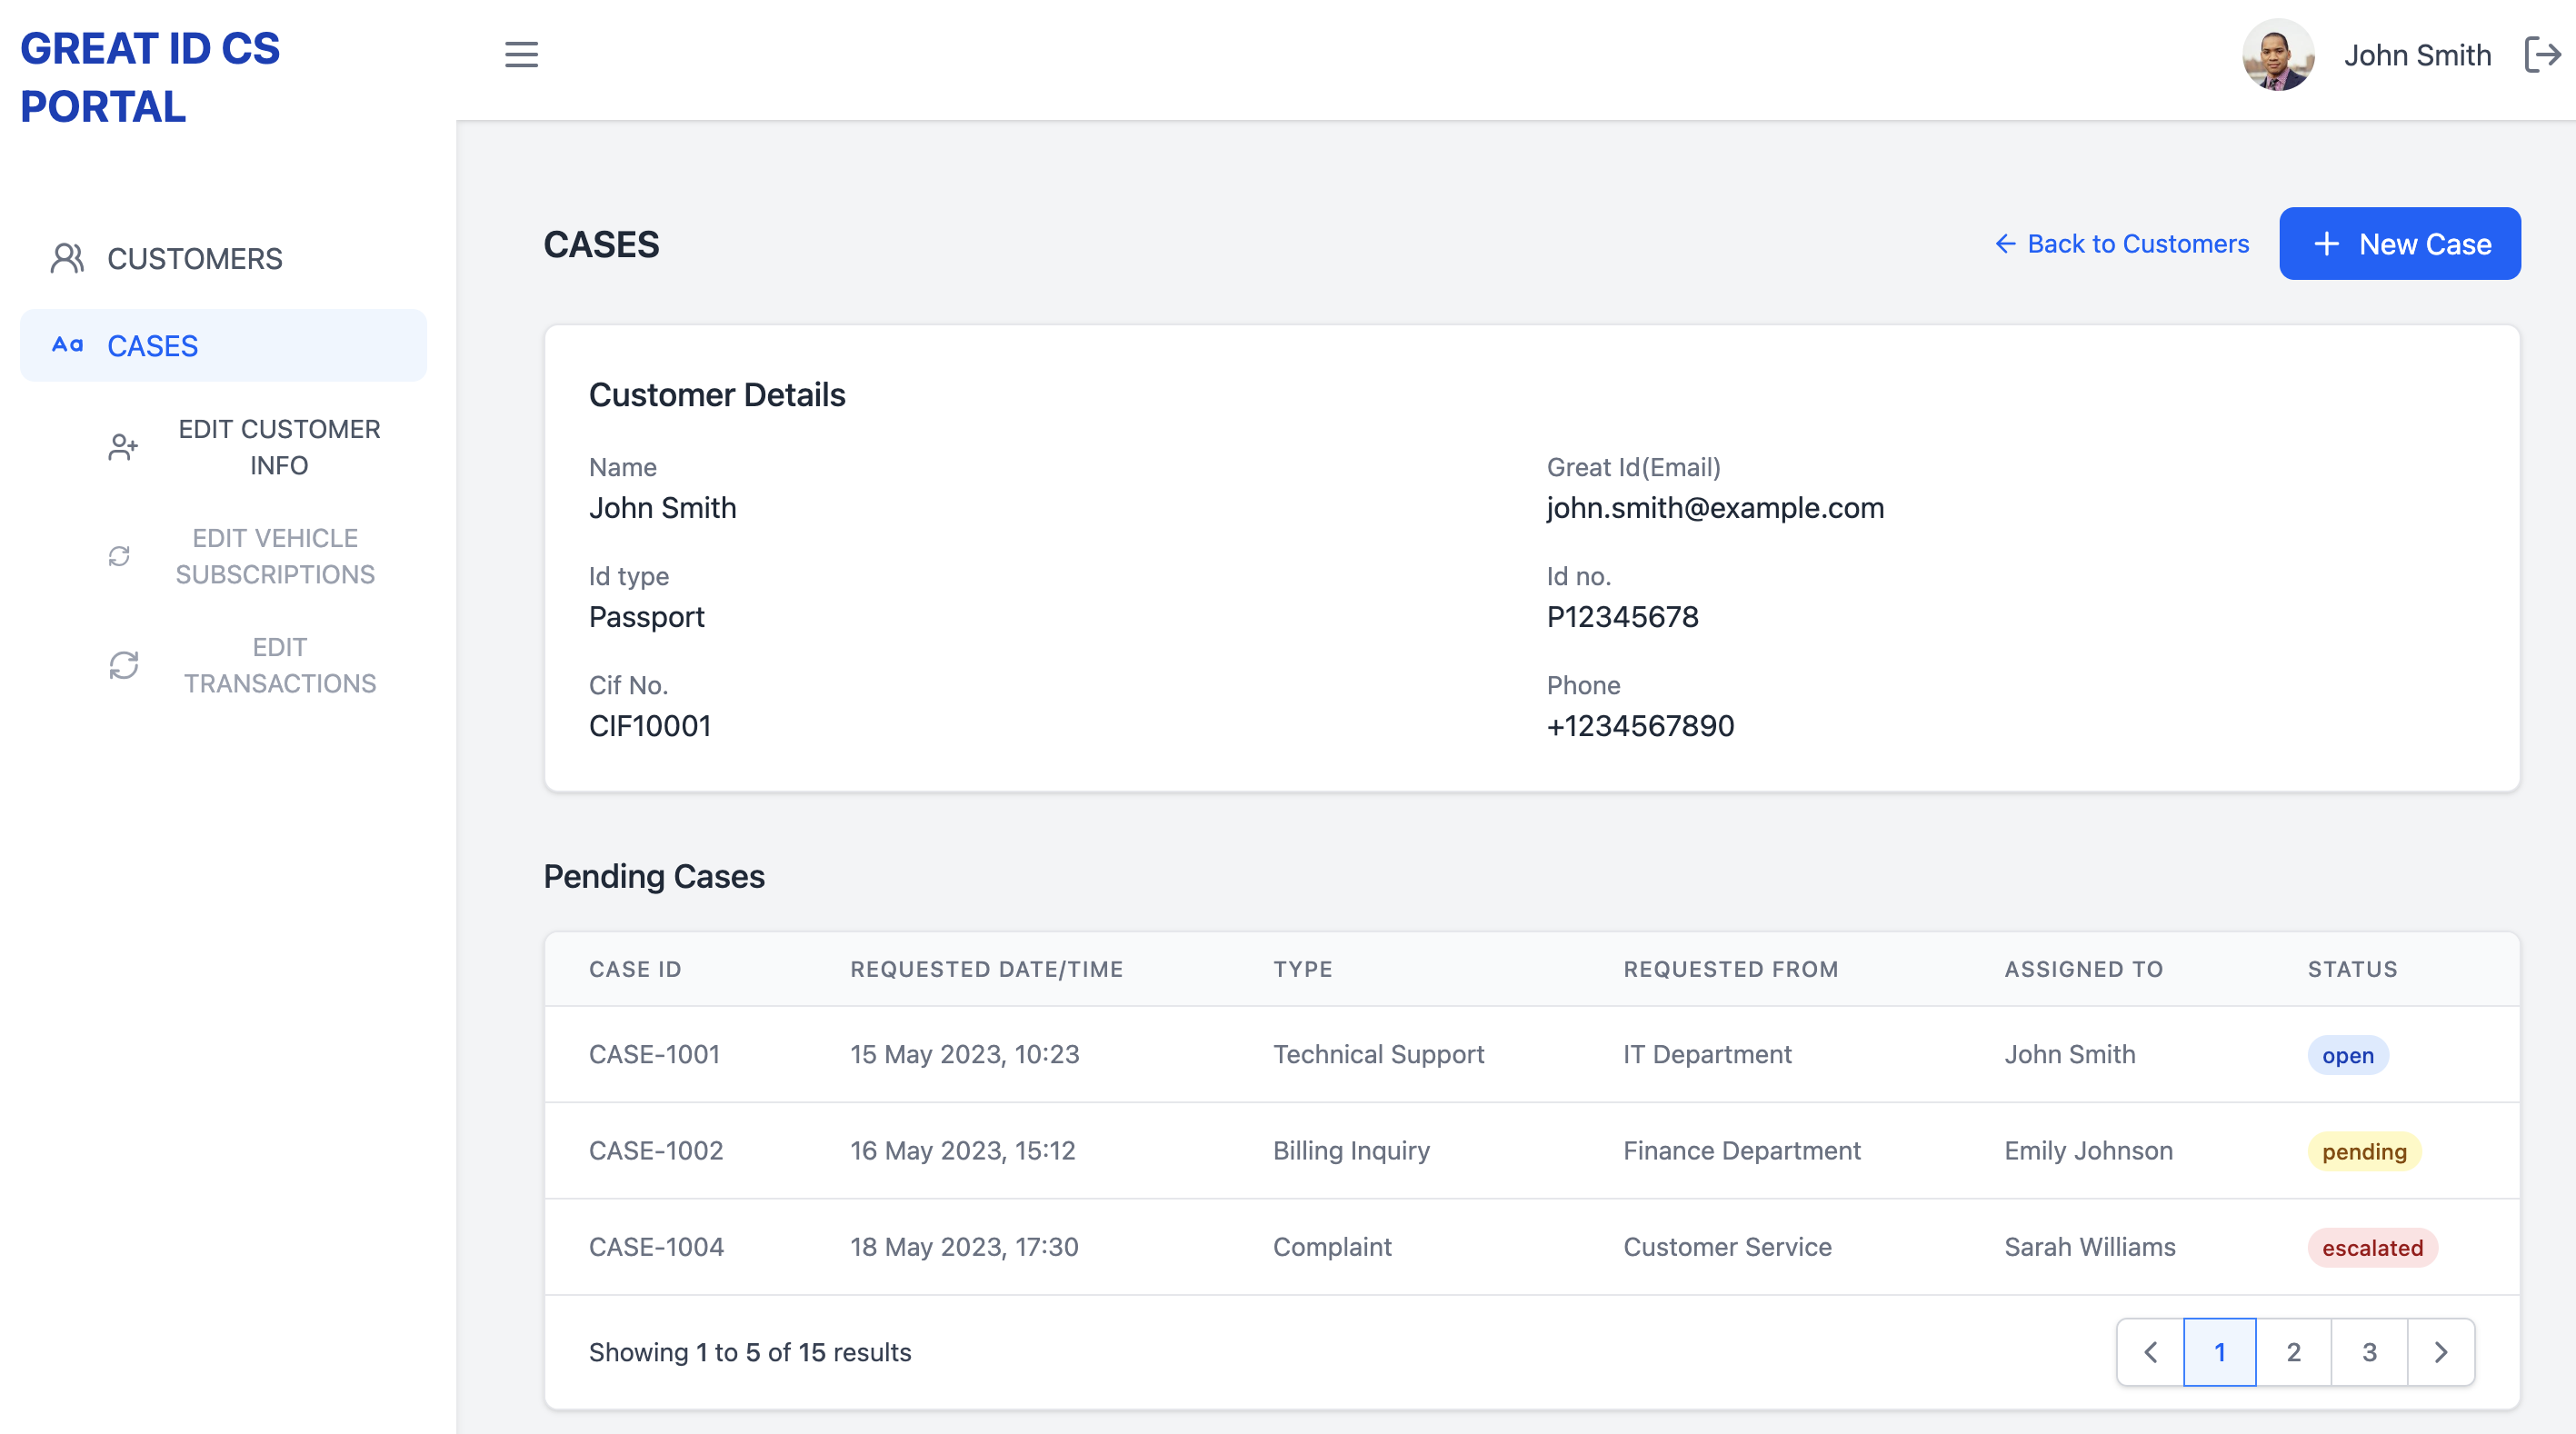 GREAT ID CS
PORTAL
John Smith
CUSTOMERS
Aa CASES
EDIT CUSTOMER
INFO
EDIT VEHICLE
SUBSCRIPTIONS
EDIT
TRANSACTIONS
CASES
← Back to Customers
+ New Case
Customer Details
Name
John Smith
Great Id(Email)
john.smith@example.com
Id type
Passport
Id no.
P12345678
Cif No.
CIF10001
Phone
+1234567890
Pending Cases
CASE ID REQUESTED DATE/TIME TYPE REQUESTED FROM ASSIGNED TO STATUS
CASE-1001 15 May 2023, 10:23 Technical Support IT Department John Smith open
CASE-1002 16 May 2023, 15:12 Billing Inquiry Finance Department Emily Johnson pending
CASE-1004 18 May 2023, 17:30 Complaint Customer Service Sarah Williams escalated
Showing 1 to 5 of 15 results
1 2 3